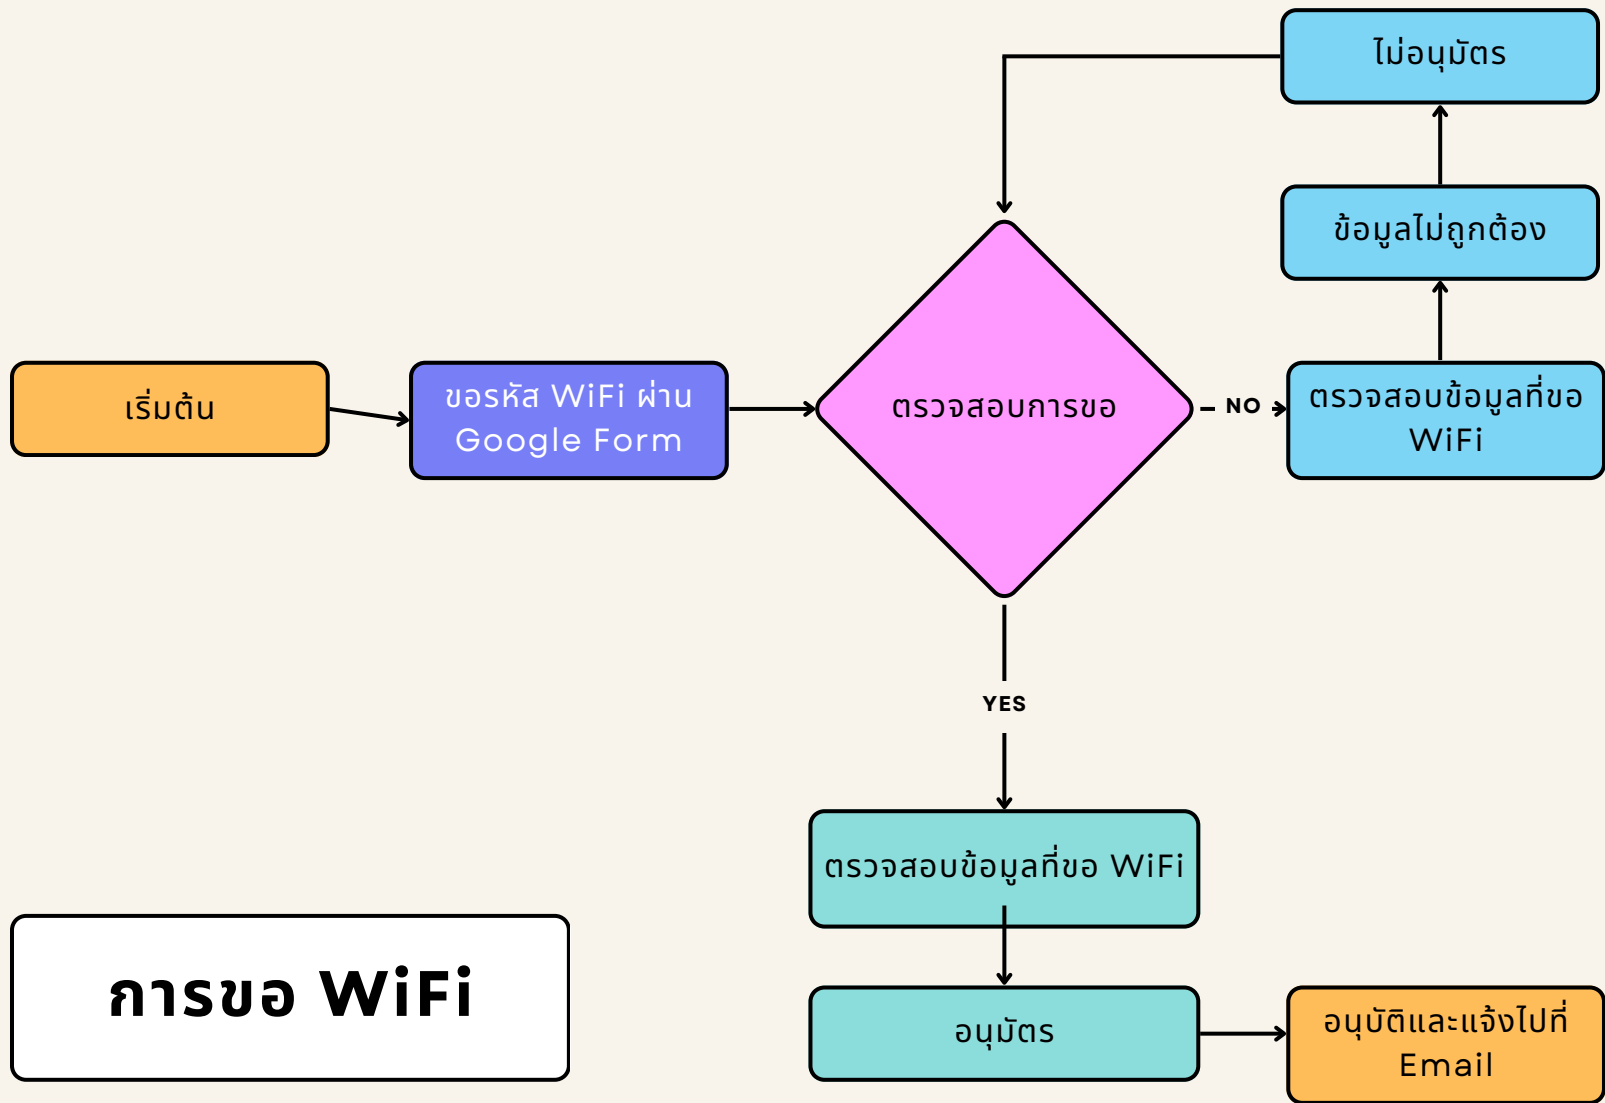 ไม่อนุมัตร
ข้อมูลไม่ถูกต้อง
เริ่มต้น
ขอรหัส WiFi ผ่าน
Google Form
ตรวจสอบการขอ
NO
ตรวจสอบข้อมูลที่ขอ
WiFi
YES
ตรวจสอบข้อมูลที่ขอ WiFi
การขอ WiFi
อนุมัตร
อนุบัติและแจ้งไปที่
Email